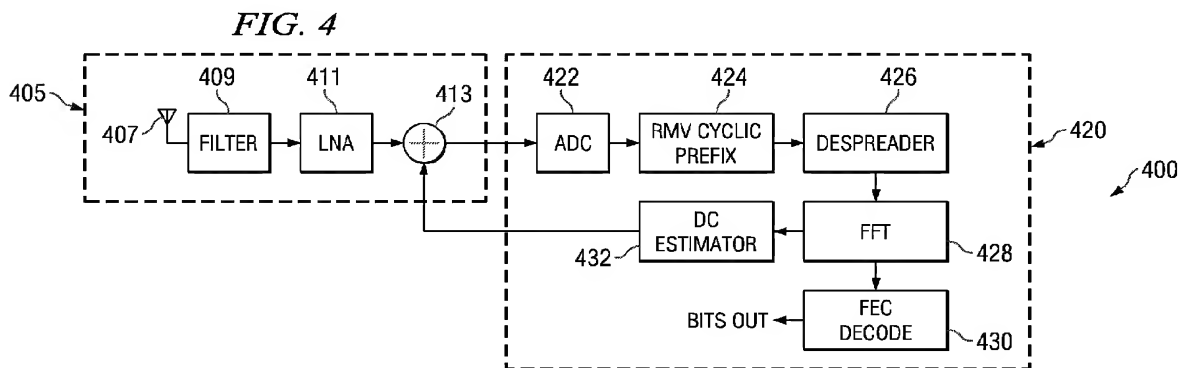 FIG. 4
405
407
409
FILTER
411
LNA
413
422
ADC
424
RMV CYCLIC
PREFIX
426
DESPREADER
420
400
DC
ESTIMATOR
432
FFT
428
BITS OUT
FEC
DECODE
430